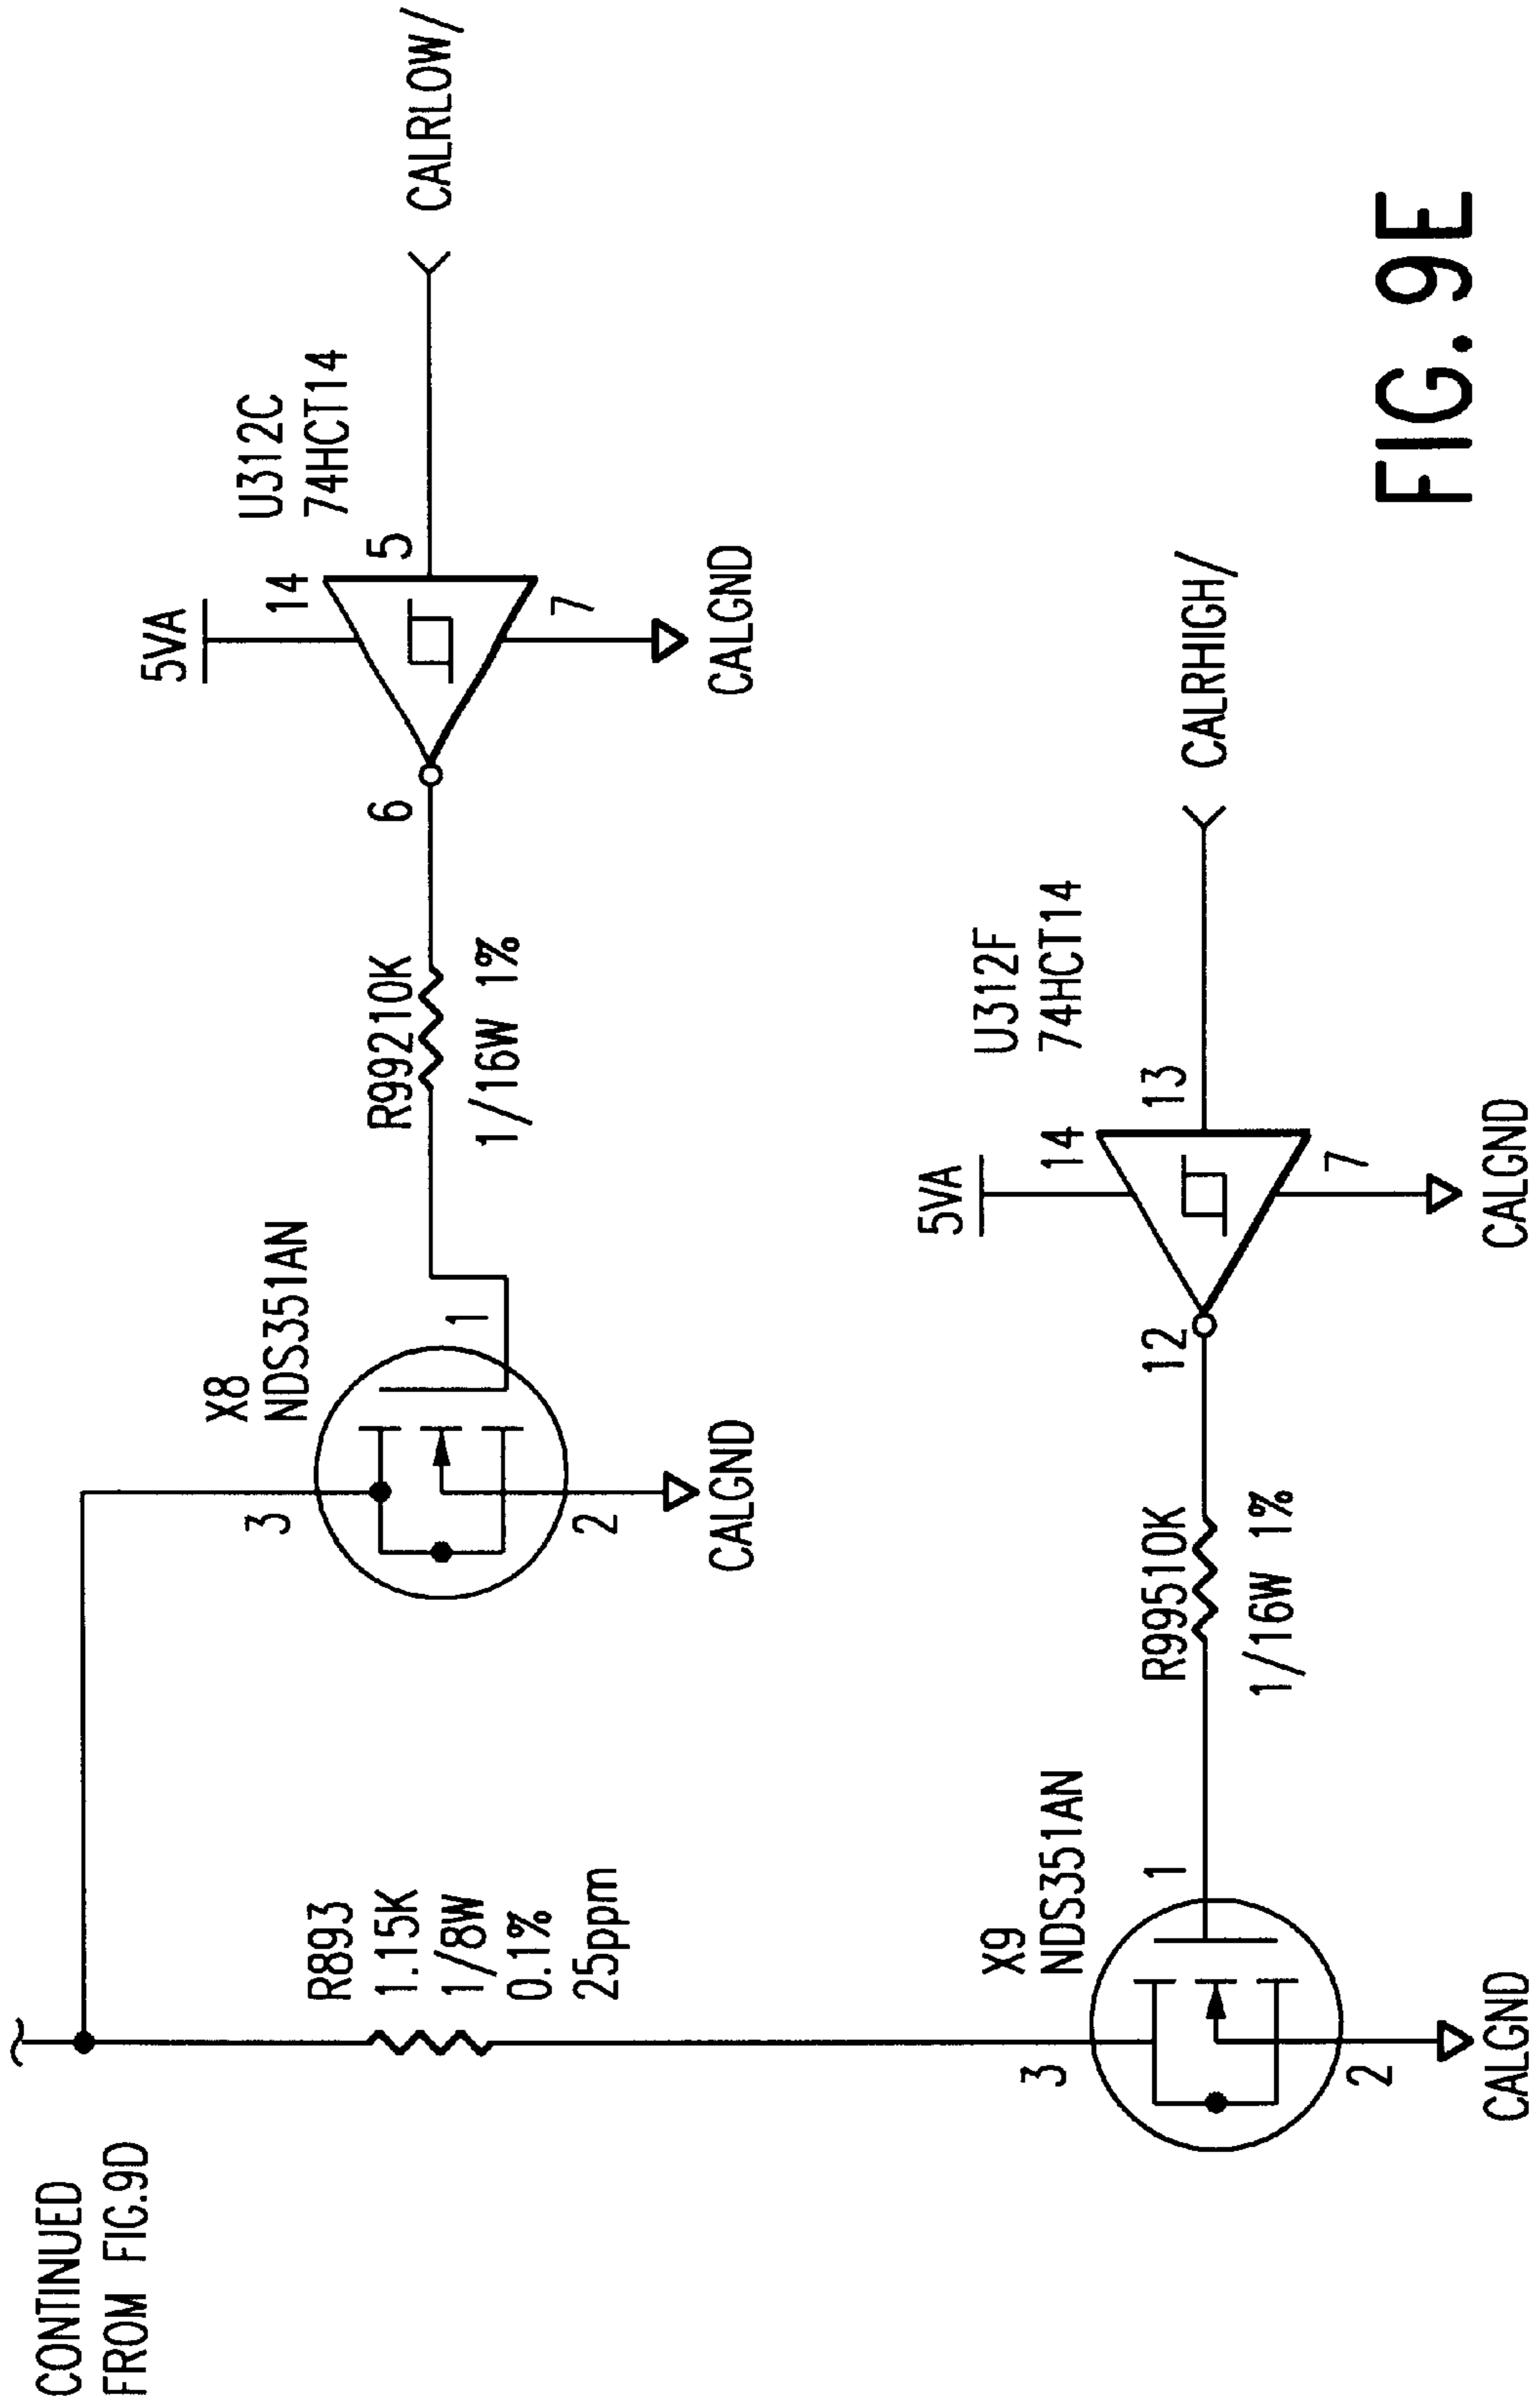 CONTINUED
FROM FIG.9D
R893
1.15K
1/8W
0.1%
25ppm
X8
NDS351AN
3
1
2
CALGND
R99210K
1/16W 1%
6
5VA
14
5
7
CALGND
U312C
74HCT14
CALRLOW/
X9
NDS351AN
3
1
2
CALGND
R99510K
1/16W 1%
12
5VA
14
13
7
CALGND
U312F
74HCT14
CALRHIGH/
FIG. 9E